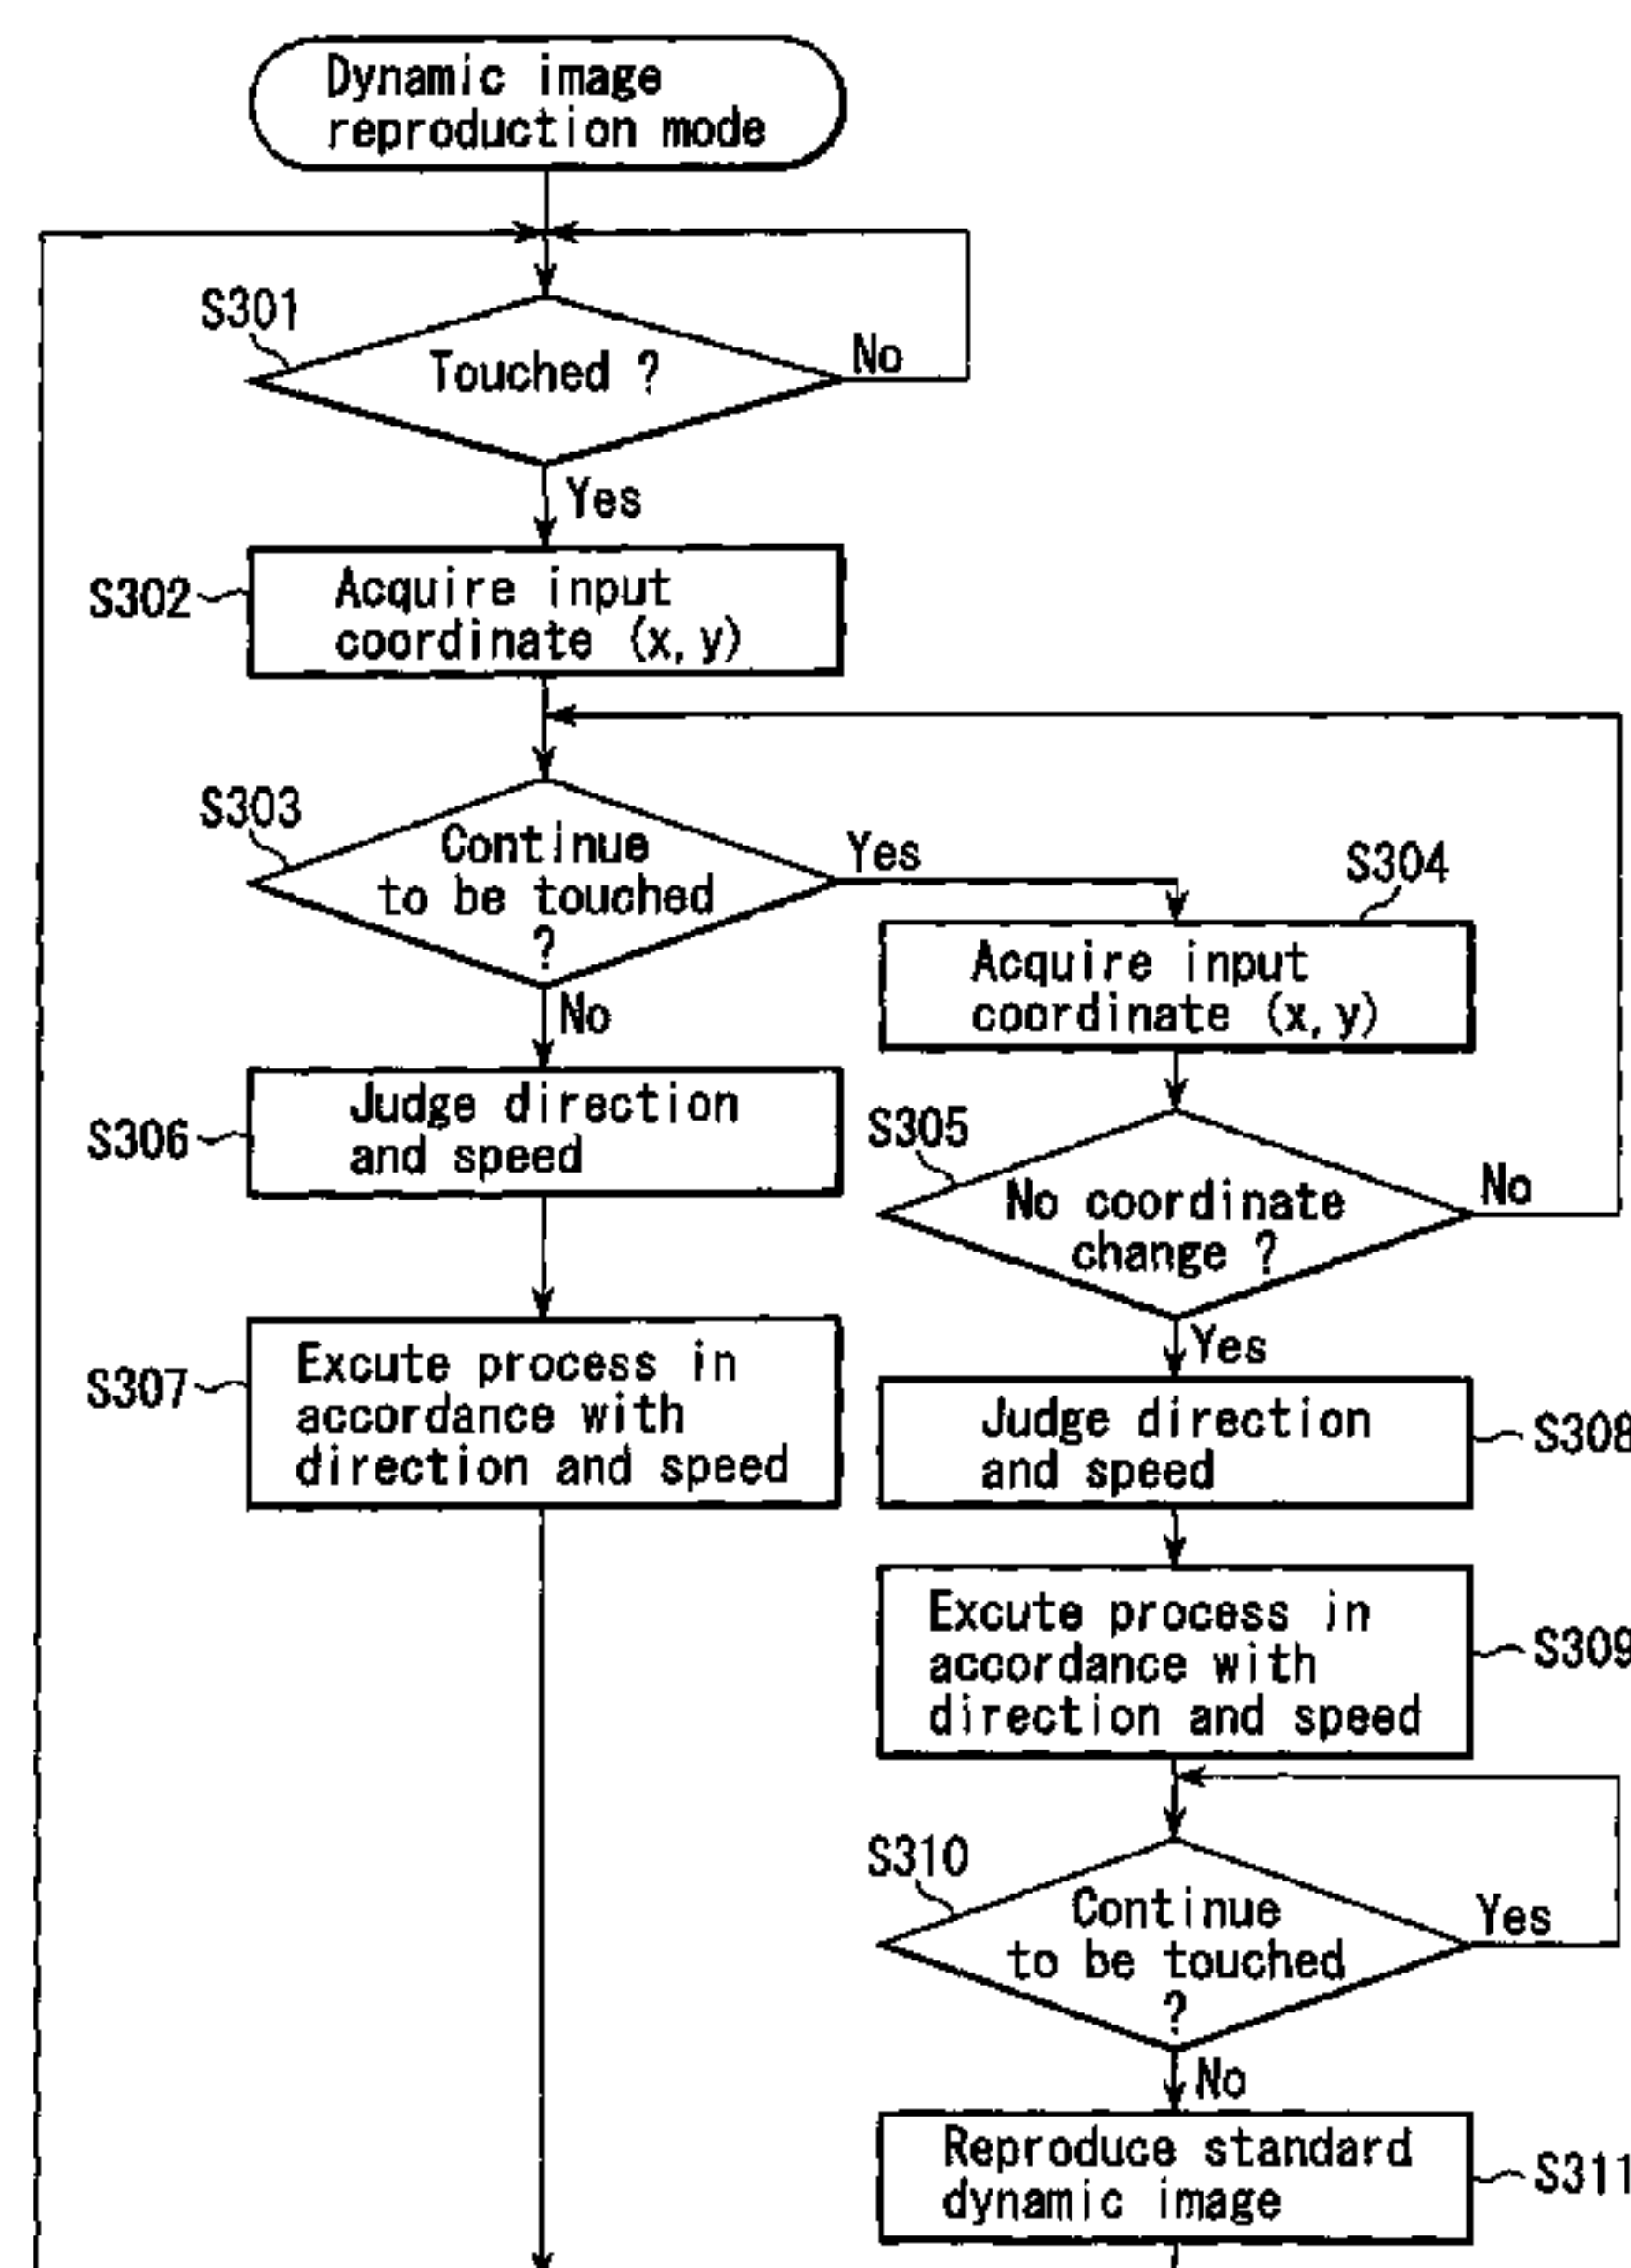 Dynamic image
reproduction mode
S301
Touched ?
No
Yes
S302
Acquire input
coordinate (x, y)
S303
Continue
to be touched
?
Yes
No
S304
Acquire input
coordinate (x, y)
S305
No coordinate
change ?
No
Yes
S306
Judge direction
and speed
S307
Excute process in
accordance with
direction and speed
Judge direction
and speed
S308
Excute process in
accordance with
direction and speed
S309
S310
Continue
to be touched
?
Yes
No
Reproduce standard
dynamic image
S311